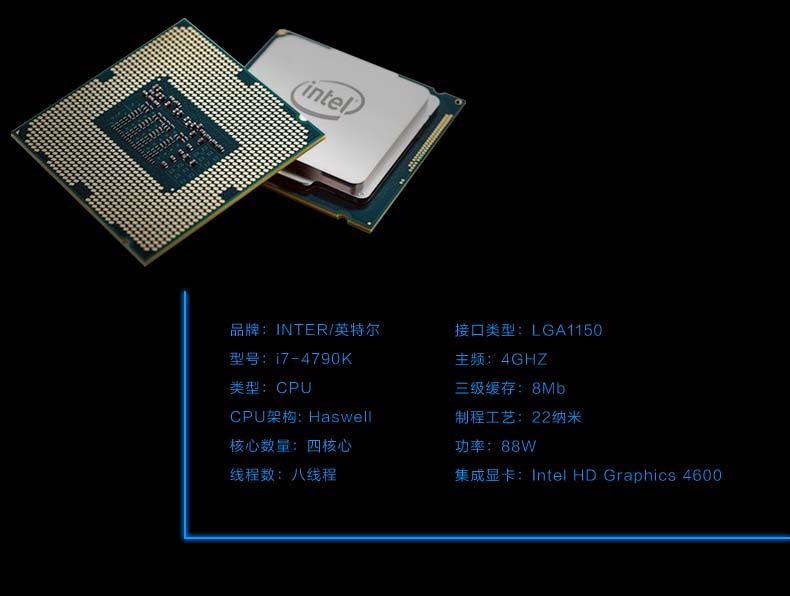 intel
品牌：INTER/英特尔
型号：i7-4790K
类型：CPU
CPU架构: Haswell
核心数量：四核心
线程数：八线程
接口类型：LGA1150
主频：4GHZ
三级缓存：8Mb
制程工艺：22纳米
功率：88W
集成显卡：Intel HD Graphics 4600